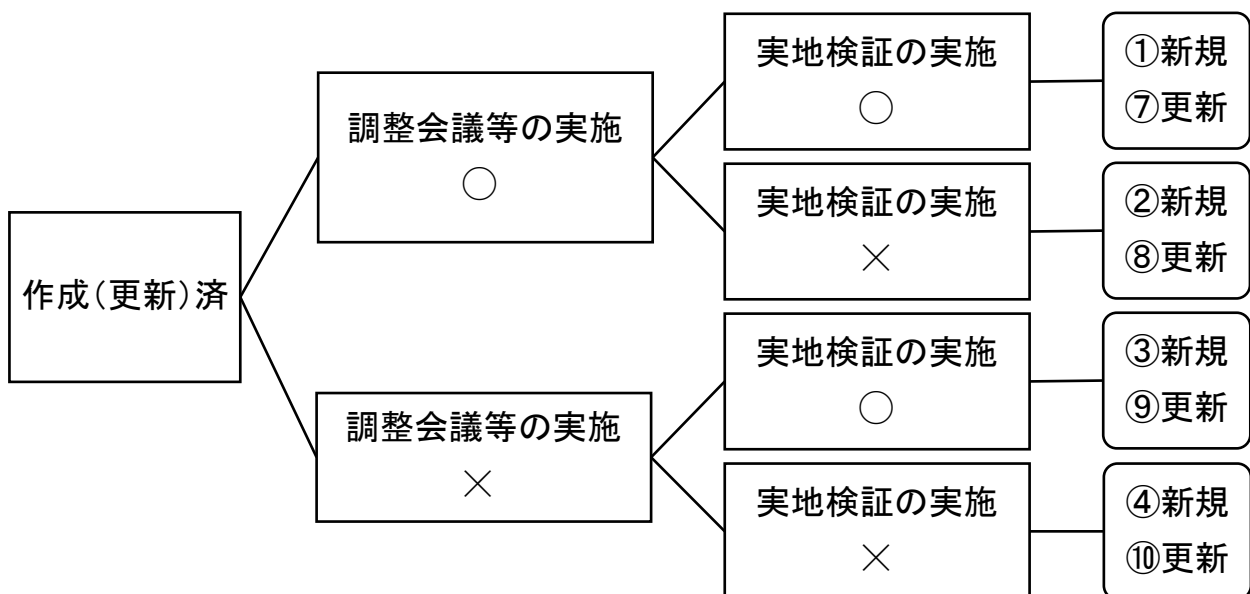 作成(更新)済
調整会議等の実施
○
実地検証の実施
○
①新規
⑦更新
実地検証の実施
×
②新規
⑧更新
調整会議等の実施
×
実地検証の実施
○
③新規
⑨更新
実地検証の実施
×
④新規
⑩更新